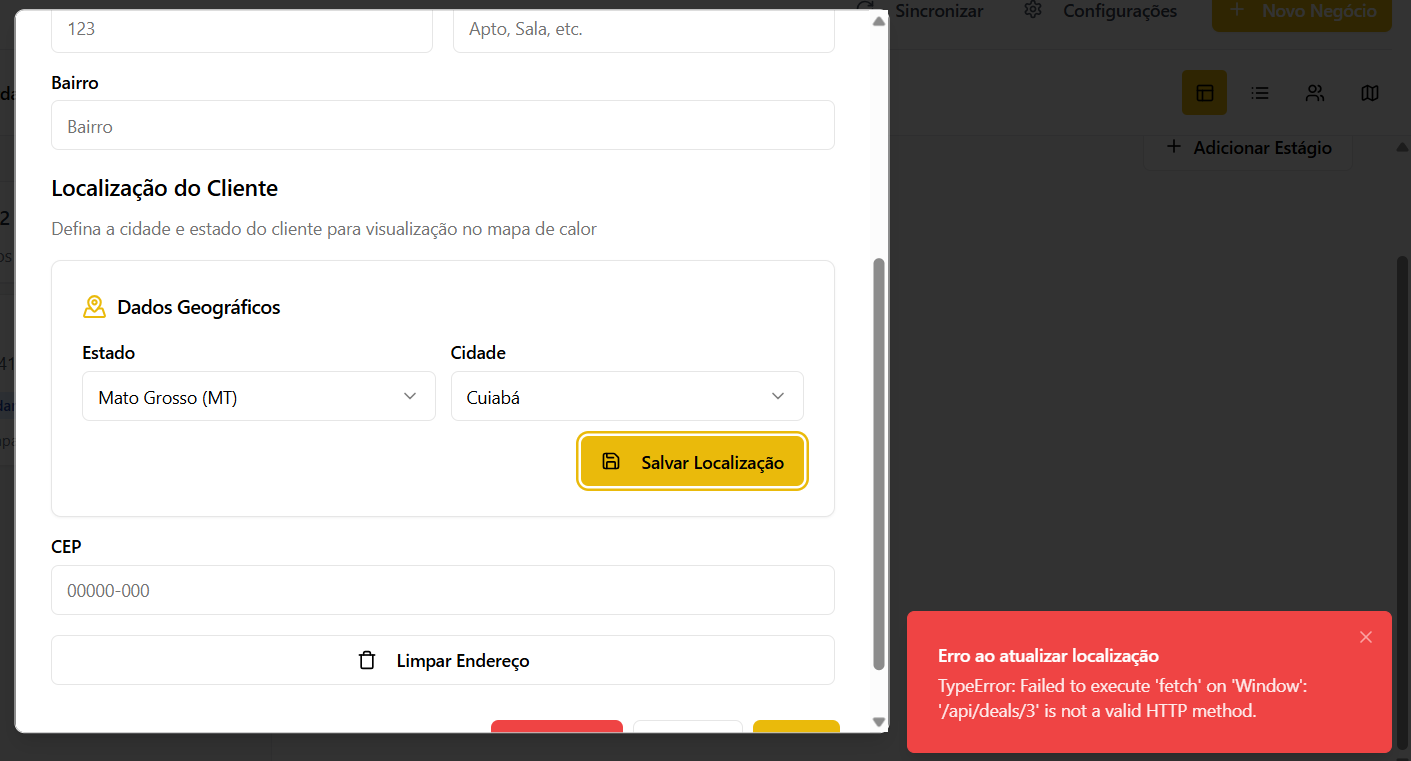 Sincronizar
Configurações
Novo Negócio
123
Apto, Sala, etc.
Bairro
Bairro
Adicionar Estágio
Localização do Cliente
Defina a cidade e estado do cliente para visualização no mapa de calor
Dados Geográficos
Estado
Cidade
Mato Grosso (MT)
Cuiabá
Salvar Localização
CEP
00000-000
Limpar Endereço
Erro ao atualizar localização
TypeError: Failed to execute 'fetch' on 'Window':
'/api/deals/3' is not a valid HTTP method.